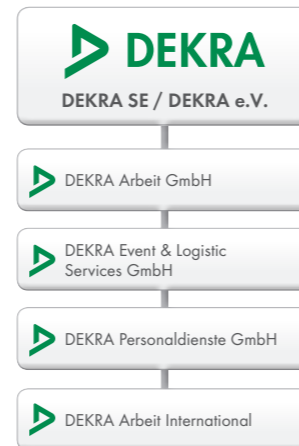 DEKRA
DEKRA SE / DEKRA e.V.
DEKRA Arbeit GmbH
DEKRA Event & Logistic
Services GmbH
DEKRA Personaldienste GmbH
DEKRA Arbeit International